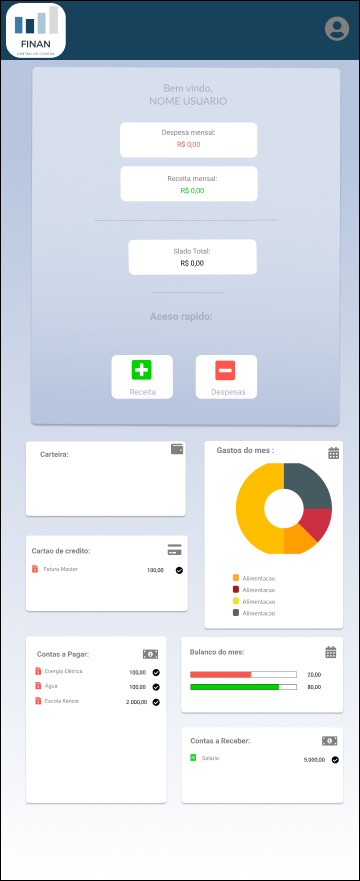 FINAN
CENTRO DE CONTAS
Bem vindo,
NOME USUARIO
Despesa mensal:
R$ 0,00
Receita mensal:
R$ 0,00
Slado Total:
R$ 0,00
Aceso rapido:
Receita
Despesas
Carteira:
Gastos do mes :
Alimentacao
Alimentacao
Alimentacao
Alimentacao
Cartao de credito:
Fatura Master 100,00
Contas a Pagar:
Energia Elétrica 100,00
Água 100,00
Escola Kenzie 2.000,00
Balanco do mes:
20,00
80,00
Contas a Receber:
Salario 5.000,00